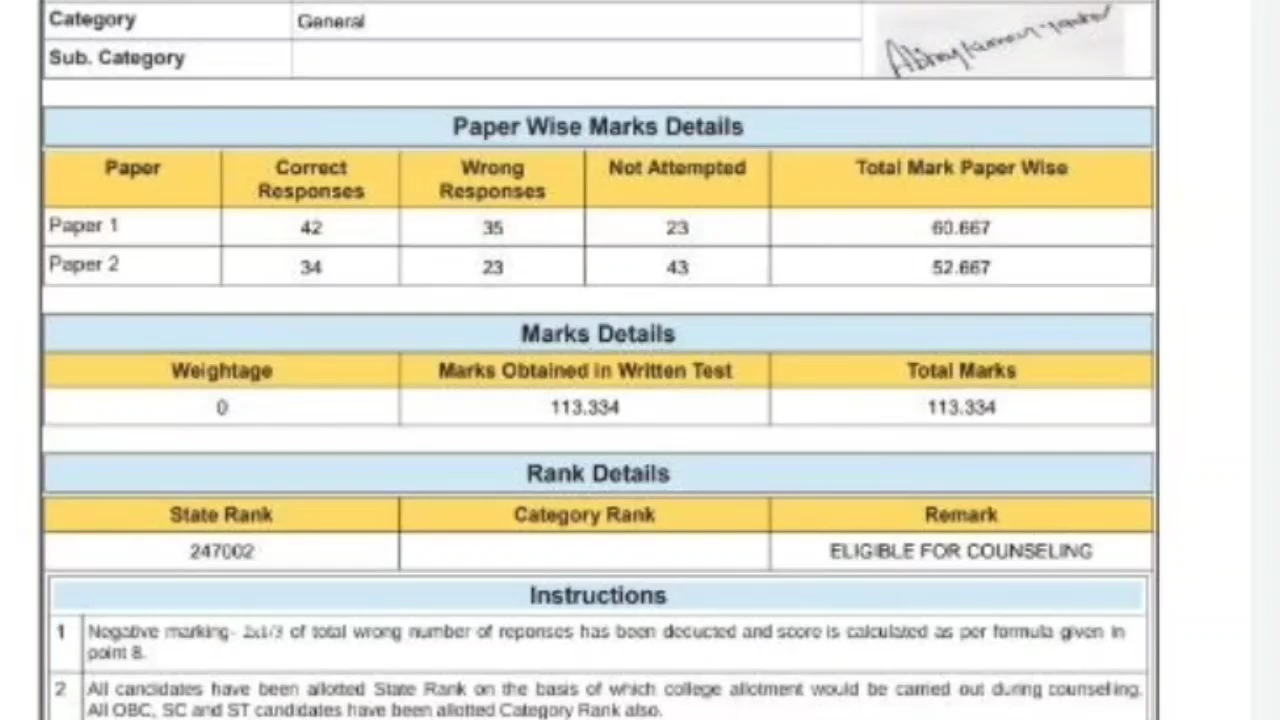 Category General
Sub. Category
Paper Wise Marks Details
Paper Correct Responses Wrong Responses Not Attempted Total Mark Paper Wise
Paper 1 42 35 23 60.667
Paper 2 34 23 43 52.667
Marks Details
Weightage Marks Obtained in Written Test Total Marks
0 113.334 113.334
Rank Details
State Rank Category Rank Remark
247002 ELIGIBLE FOR COUNSELING
Instructions
1 Negative marking- 2x1/3 of total wrong number of reponses has been deducted and score is calculated as per formula given in
point 8.
2 All candidates have been allotted State Rank on the basis of which college allotment would be carried out during counselling.
All OBC, SC and ST candidates have been allotted Category Rank also.